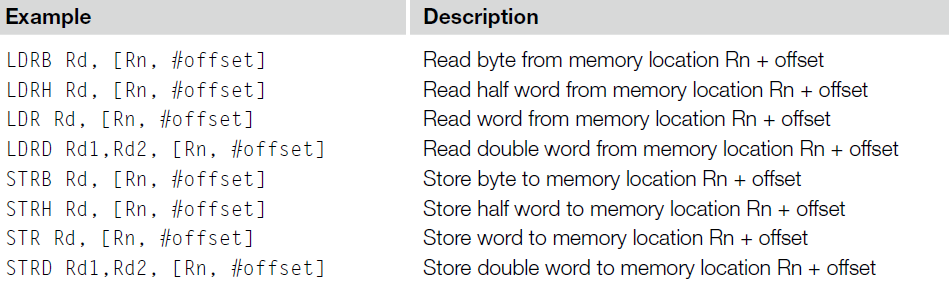 Example Description
LDRB Rd, [Rn, #offset] Read byte from memory location Rn + offset
LDRH Rd, [Rn, #offset] Read half word from memory location Rn + offset
LDR Rd, [Rn, #offset] Read word from memory location Rn + offset
LDRD Rd1,Rd2, [Rn, #offset] Read double word from memory location Rn + offset
STRB Rd, [Rn, #offset] Store byte to memory location Rn + offset
STRH Rd, [Rn, #offset] Store half word to memory location Rn + offset
STR Rd, [Rn, #offset] Store word to memory location Rn + offset
STRD Rd1,Rd2, [Rn, #offset] Store double word to memory location Rn + offset